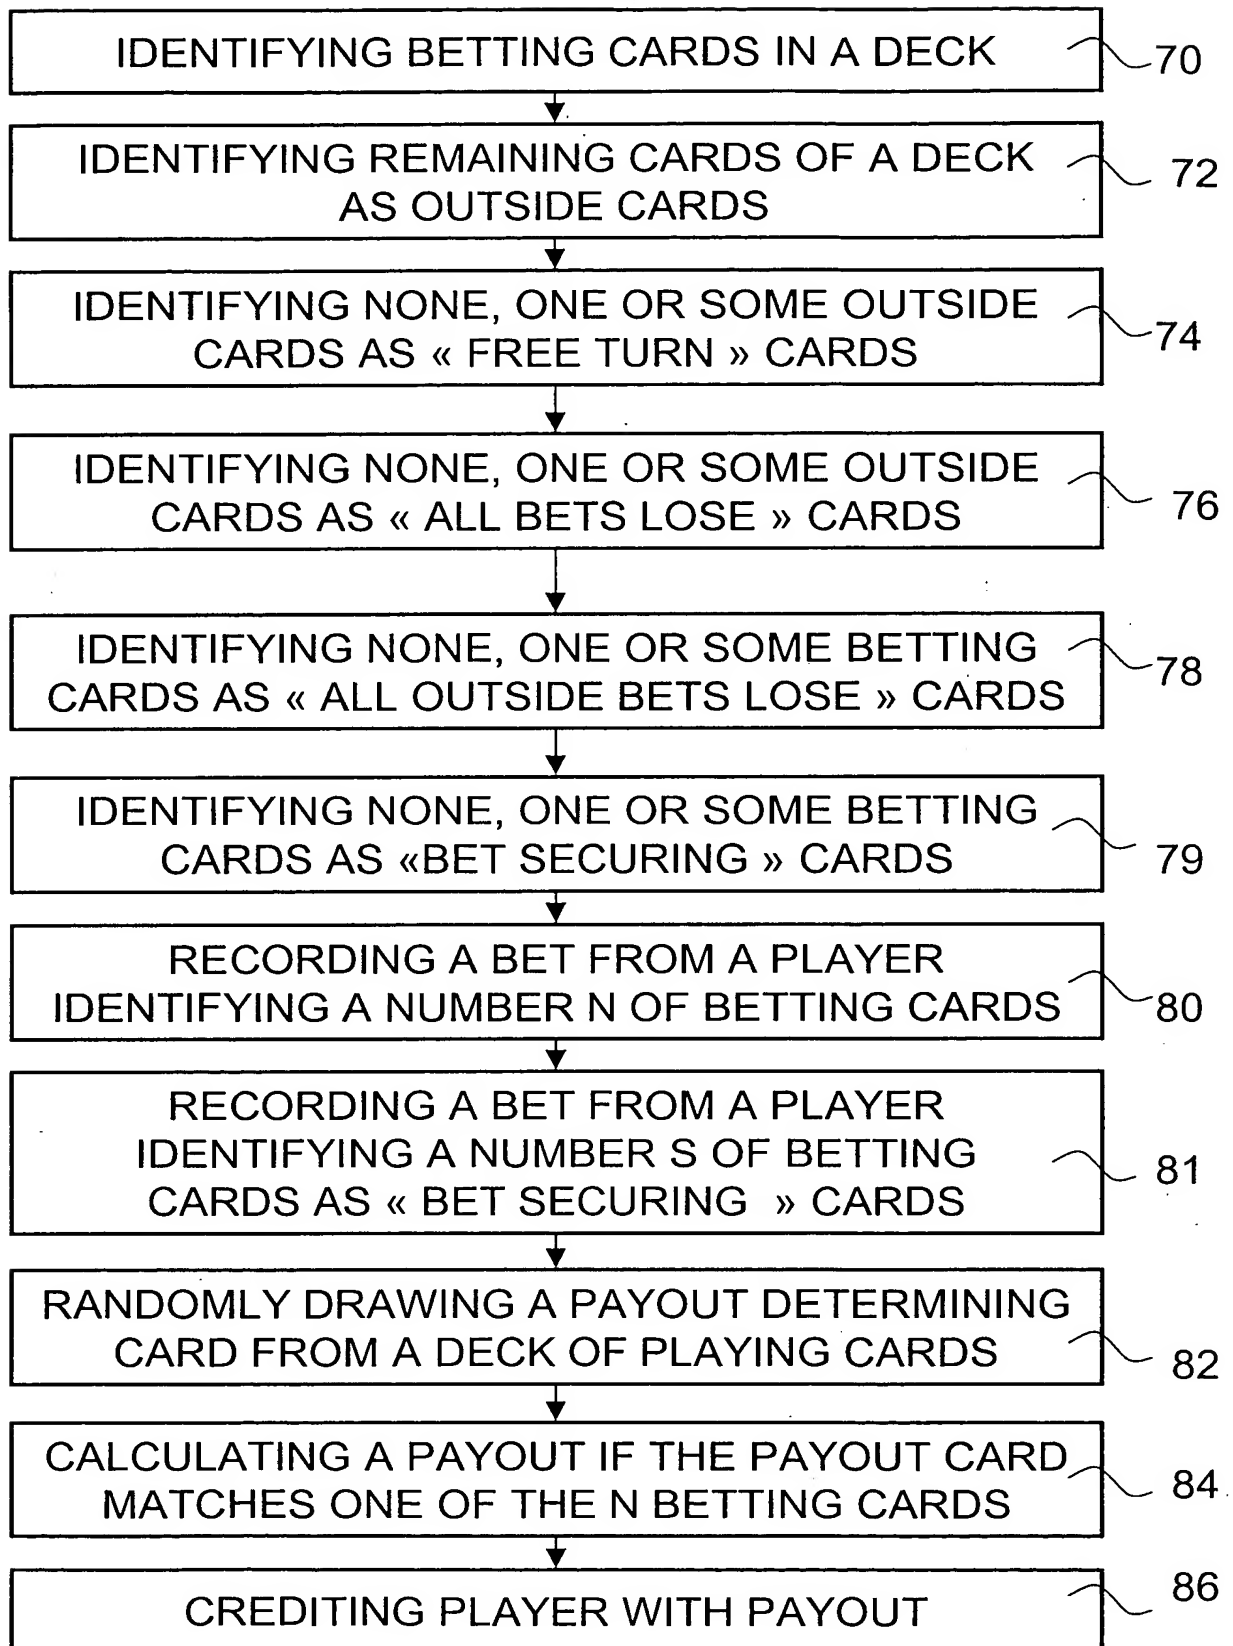 IDENTIFYING BETTING CARDS IN A DECK
70
IDENTIFYING REMAINING CARDS OF A DECK
AS OUTSIDE CARDS
72
IDENTIFYING NONE, ONE OR SOME OUTSIDE
CARDS AS « FREE TURN » CARDS
74
IDENTIFYING NONE, ONE OR SOME OUTSIDE
CARDS AS « ALL BETS LOSE » CARDS
76
IDENTIFYING NONE, ONE OR SOME BETTING
CARDS AS « ALL OUTSIDE BETS LOSE » CARDS
78
IDENTIFYING NONE, ONE OR SOME BETTING
CARDS AS «BET SECURING » CARDS
79
RECORDING A BET FROM A PLAYER
IDENTIFYING A NUMBER N OF BETTING CARDS
80
RECORDING A BET FROM A PLAYER
IDENTIFYING A NUMBER S OF BETTING
CARDS AS « BET SECURING » CARDS
81
RANDOMLY DRAWING A PAYOUT DETERMINING
CARD FROM A DECK OF PLAYING CARDS
82
CALCULATING A PAYOUT IF THE PAYOUT CARD
MATCHES ONE OF THE N BETTING CARDS
84
CREDITING PLAYER WITH PAYOUT
86